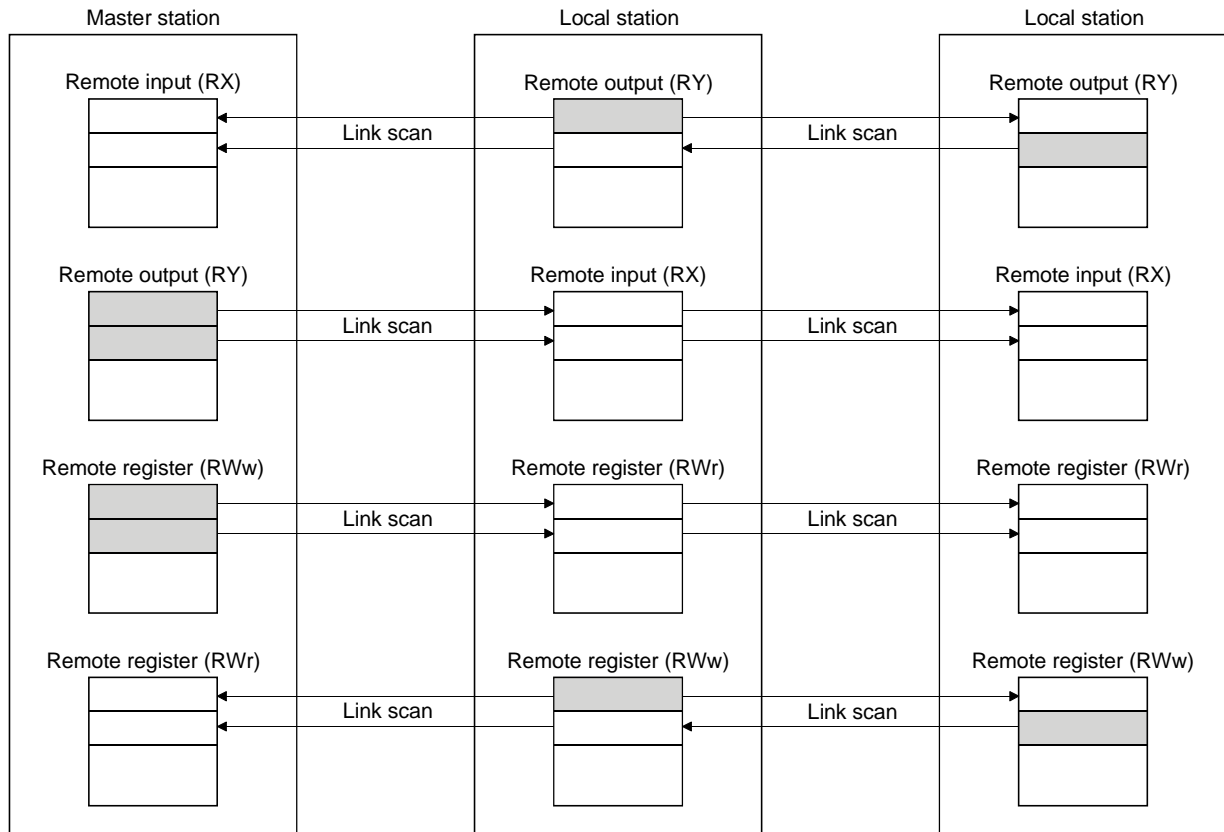 Master station
Local station
Local station
Remote input (RX)
Remote output (RY)
Remote output (RY)
Link scan
Link scan
Remote output (RY)
Remote input (RX)
Remote input (RX)
Link scan
Link scan
Remote register (RWw)
Remote register (RWr)
Remote register (RWr)
Link scan
Link scan
Remote register (RWr)
Remote register (RWw)
Remote register (RWw)
Link scan
Link scan